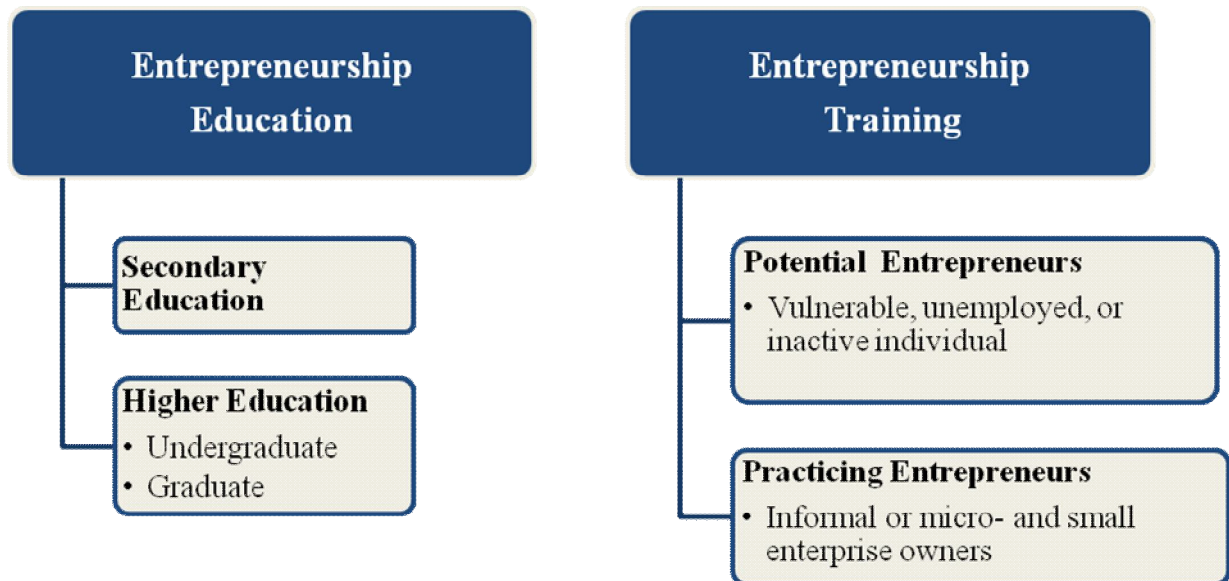 Entrepreneurship
Education
Secondary
Education
Higher Education
• Undergraduate
• Graduate
Entrepreneurship
Training
Potential Entrepreneurs
• Vulnerable, unemployed, or
inactive individual
Practicing Entrepreneurs
• Informal or micro- and small
enterprise owners